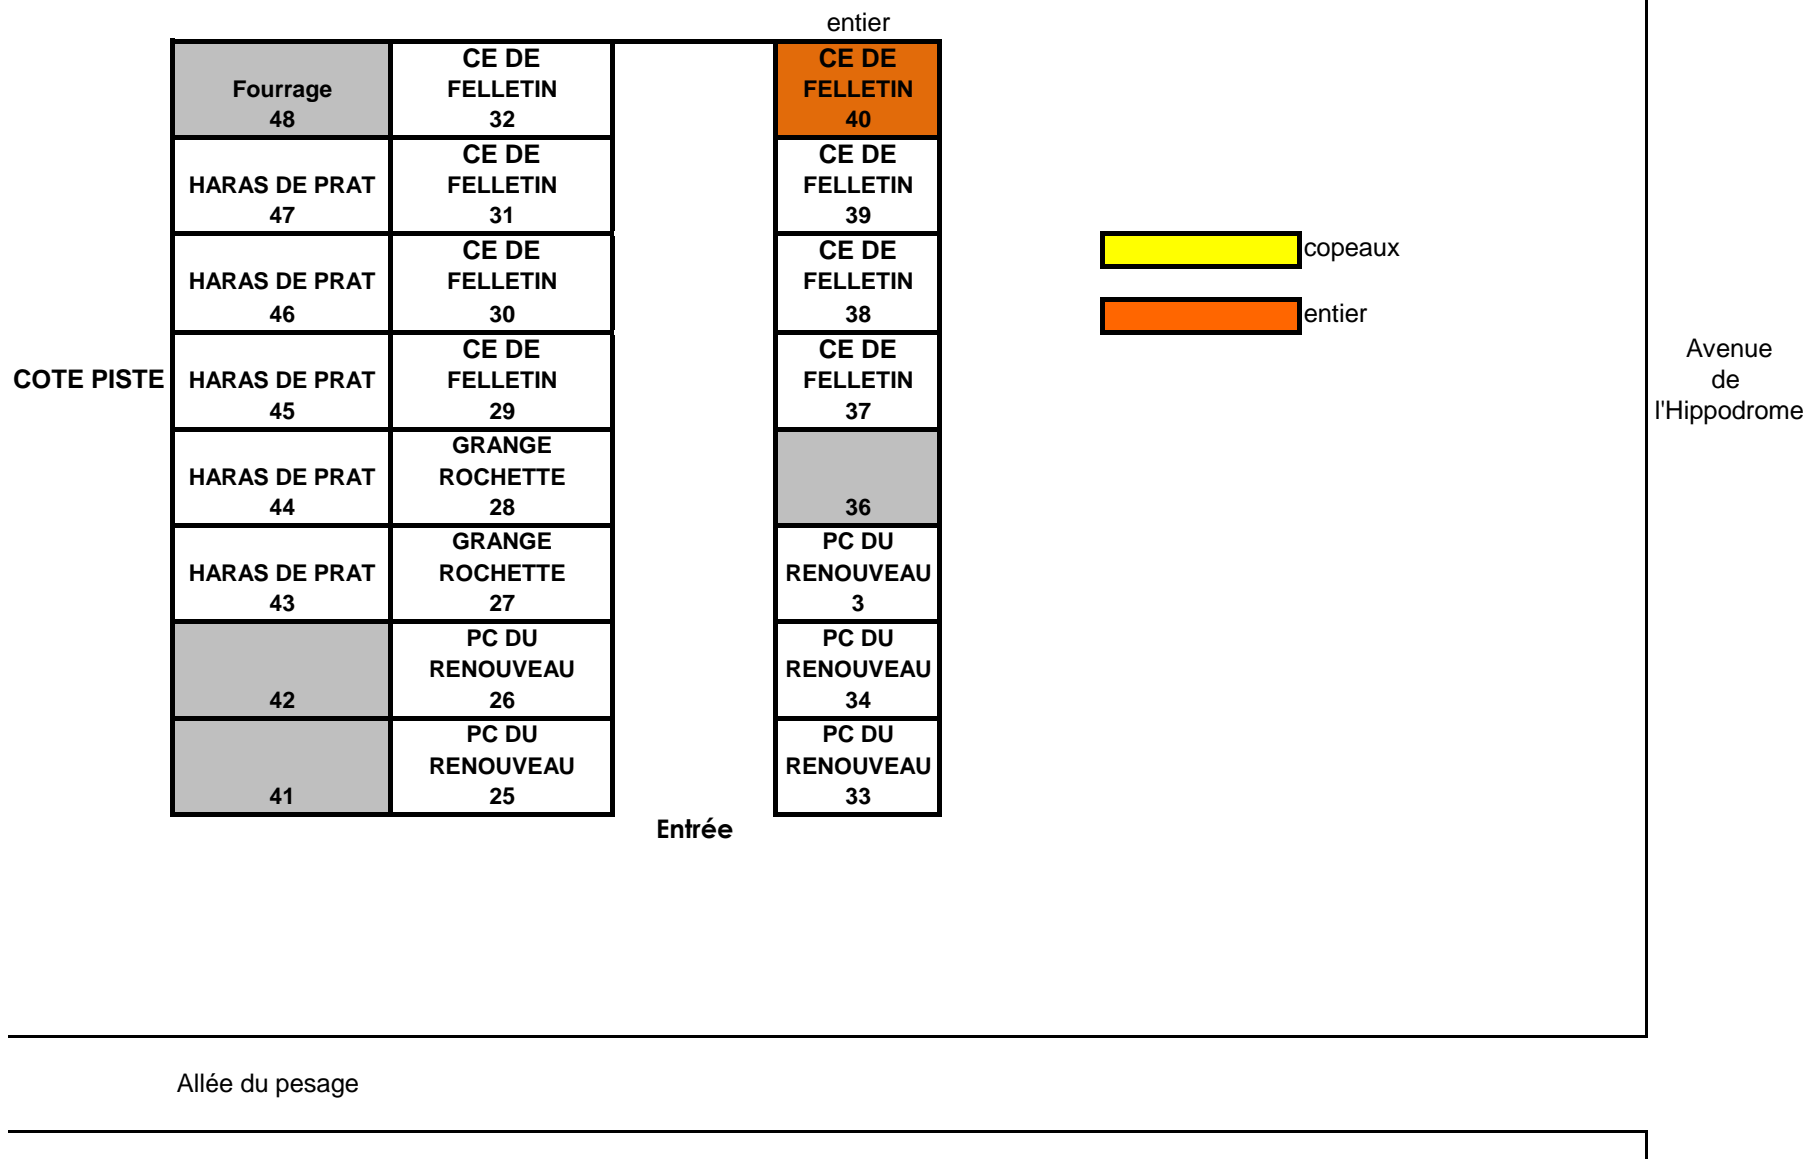 entier
Fourrage
48
CE DE
FELLETIN
32
CE DE
FELLETIN
40
HARAS DE PRAT
47
CE DE
FELLETIN
31
CE DE
FELLETIN
39
HARAS DE PRAT
46
CE DE
FELLETIN
30
CE DE
FELLETIN
38
copeaux
entier
COTE PISTE
HARAS DE PRAT
45
CE DE
FELLETIN
29
CE DE
FELLETIN
37
Avenue
de
l'Hippodrome
HARAS DE PRAT
44
GRANGE
ROCHETTE
28
36
HARAS DE PRAT
43
GRANGE
ROCHETTE
27
PC DU
RENOUVEAU
3
42
PC DU
RENOUVEAU
26
PC DU
RENOUVEAU
34
41
PC DU
RENOUVEAU
25
PC DU
RENOUVEAU
33
Entrée
Allée du pesage